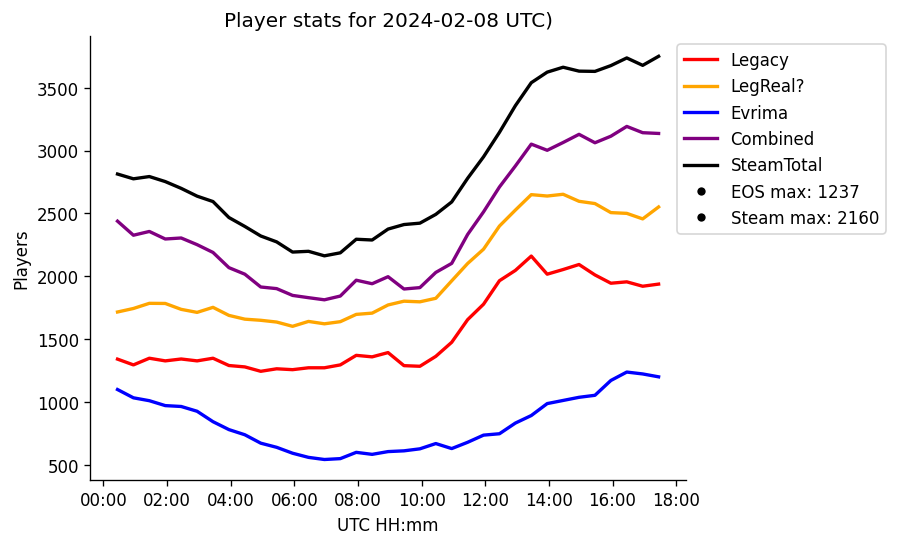 Player stats for 2024-02-08 UTC)
Players
3500
3000
2500
2000
1500
1000
500
00:00 02:00 04:00 06:00 08:00 10:00 12:00 14:00 16:00 18:00
UTC HH:mm
Legacy
LegReal?
Evrima
Combined
SteamTotal
EOS max: 1237
Steam max: 2160